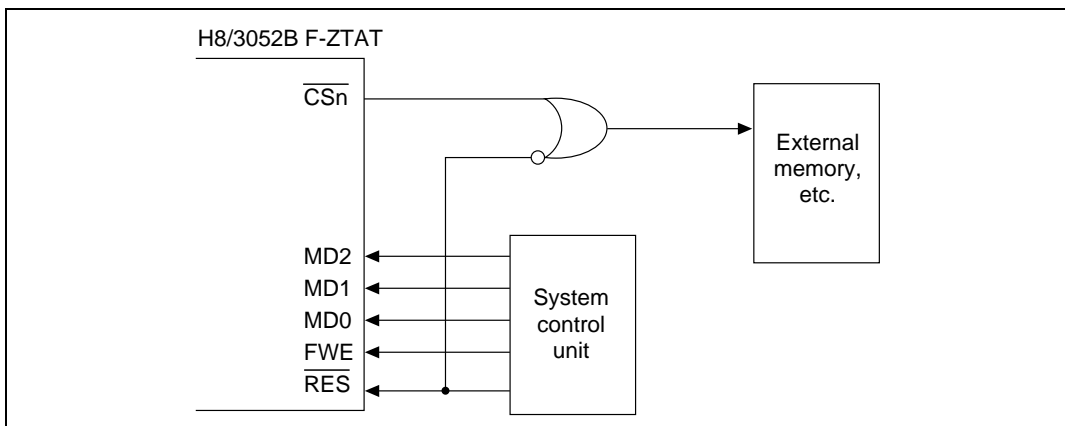 H8/3052B F-ZTAT
CSn
External
memory,
etc.
MD2
MD1
MD0
FWE
RES
System
control
unit